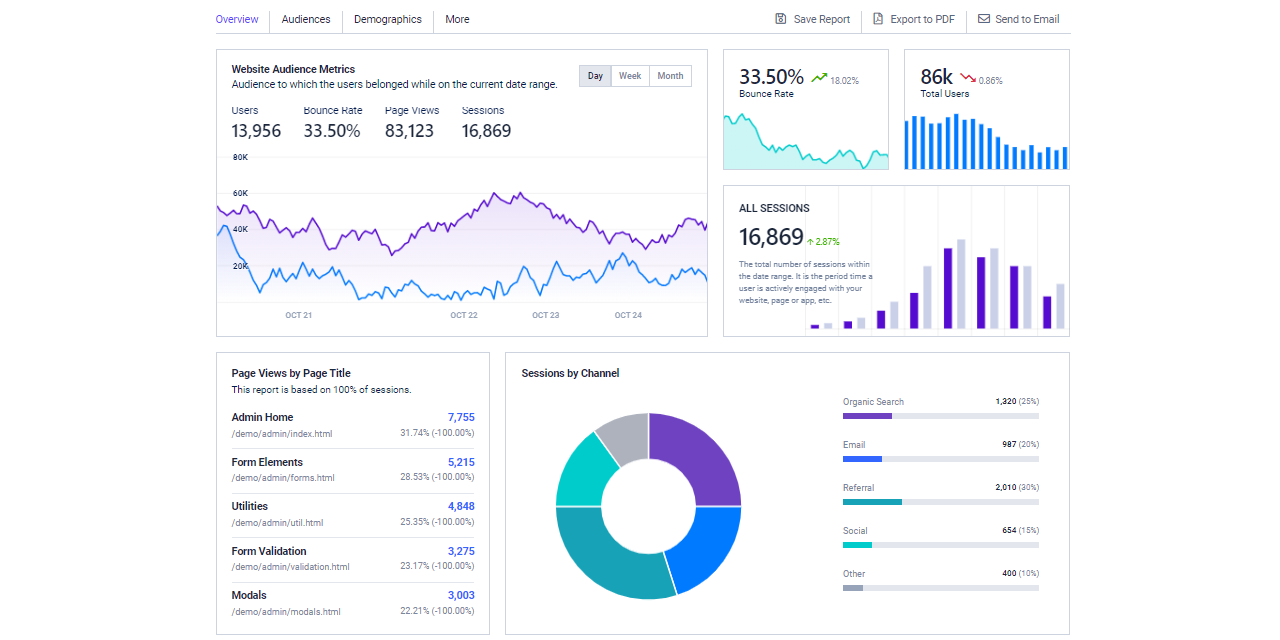 Overview Audiences Demographics More Save Report Export to PDF Send to Email
Website Audience Metrics
Audience to which the users belonged while on the current date range.
Day Week Month
Users Bounce Rate Page Views Sessions
13,956 33.50% 83,123 16,869
80K
60K
40K
20K
OCT 21 OCT 22 OCT 23 OCT 24
33.50% 18.02%
Bounce Rate
86k 0.86%
Total Users
ALL SESSIONS
16,869 2.87%
The total number of sessions within
the date range. It is the period time a
user is actively engaged with your
website, page or app, etc.
Page Views by Page Title
This report is based on 100% of sessions.
Admin Home 7,755
/demo/admin/index.html 31.74% (-100.00%)
Form Elements 5,215
/demo/admin/forms.html 28.53% (-100.00%)
Utilities 4,848
/demo/admin/util.html 25.35% (-100.00%)
Form Validation 3,275
/demo/admin/validation.html 23.17% (-100.00%)
Modals 3,003
/demo/admin/modals.html 22.21% (-100.00%)
Sessions by Channel
Organic Search 1,320 (25%)
Email 987 (20%)
Referral 2,010 (30%)
Social 654 (15%)
Other 400 (10%)